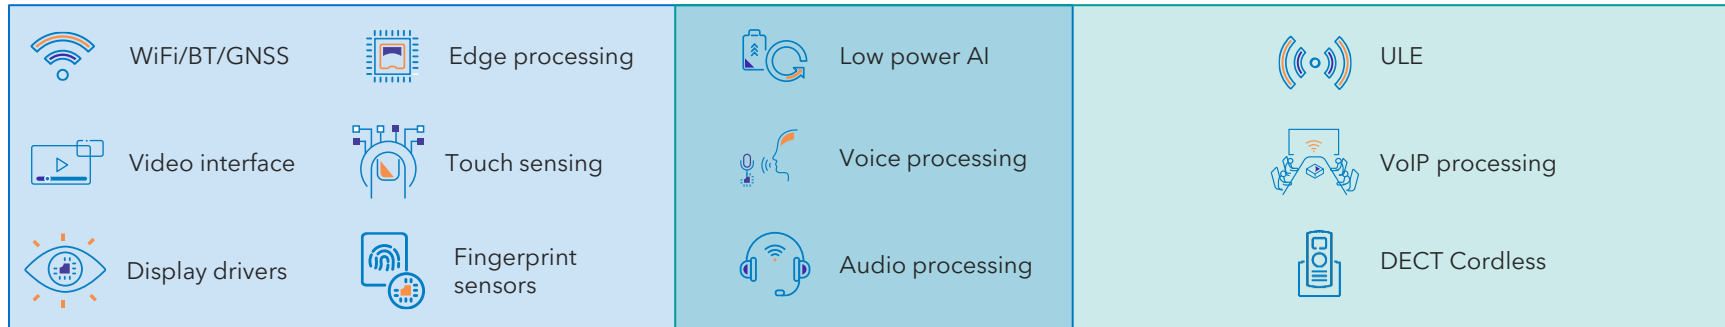 WiFi/BT/GNSS
Edge processing
Low power AI
ULE
Video interface
Touch sensing
Voice processing
VoIP processing
Display drivers
Fingerprint
sensors
Audio processing
DECT Cordless